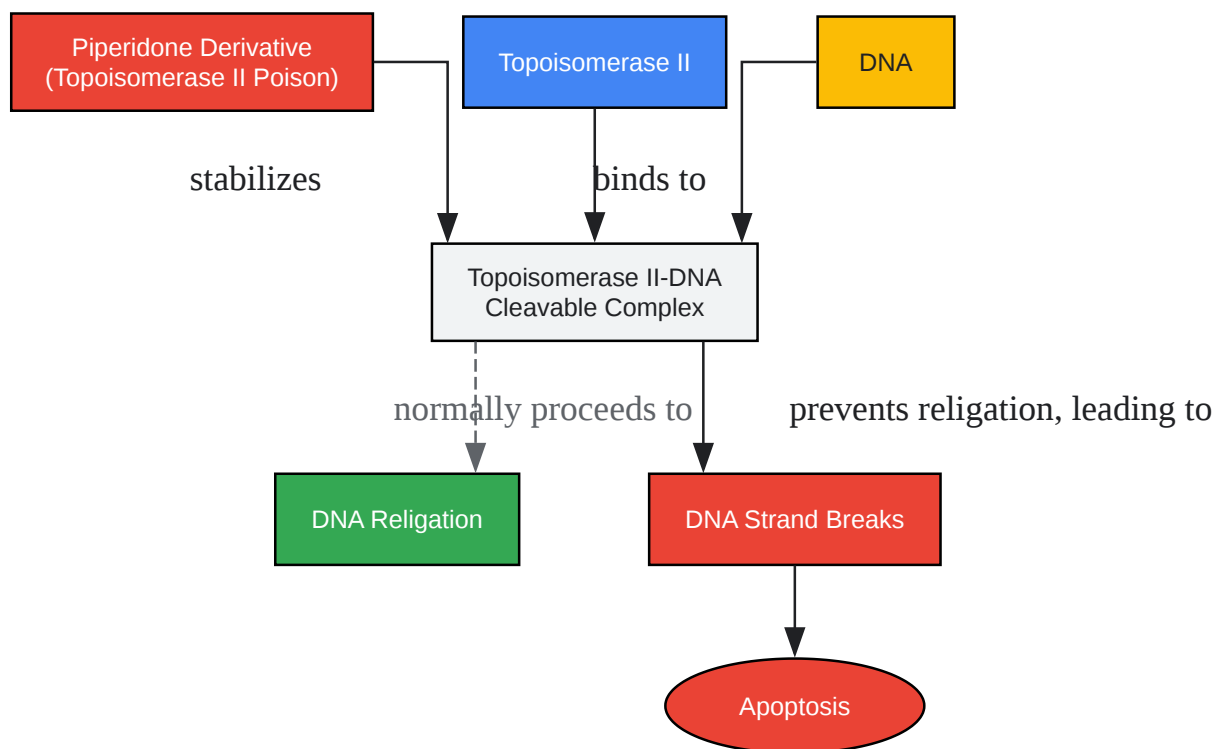 Piperidone Derivative
(Topoisomerase II Poison)
Topoisomerase II
DNA
stabilizes
binds to
Topoisomerase II-DNA
Cleavable Complex
normally proceeds to
prevents religation, leading to
DNA Religation
DNA Strand Breaks
Apoptosis